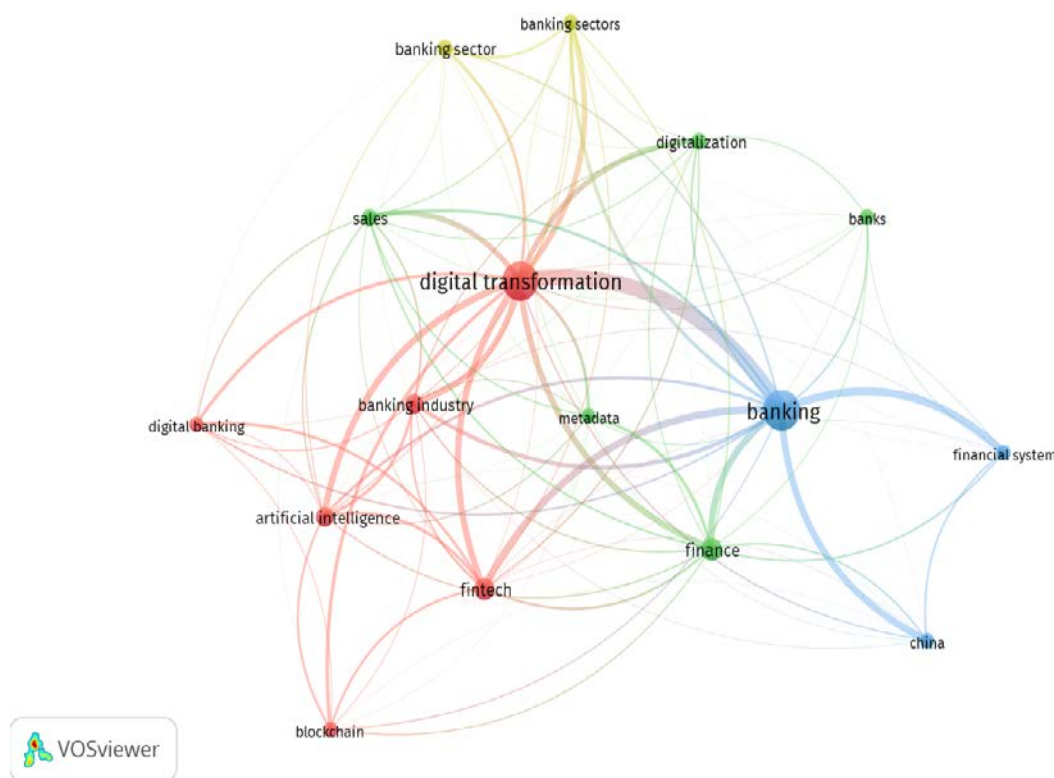 banking sectors
banking sector
digitalization
sales
banks
digital transformation
banking industry
metadata
banking
digital banking
financial system
artificial intelligence
finance
fintech
china
blockchain
VOSviewer